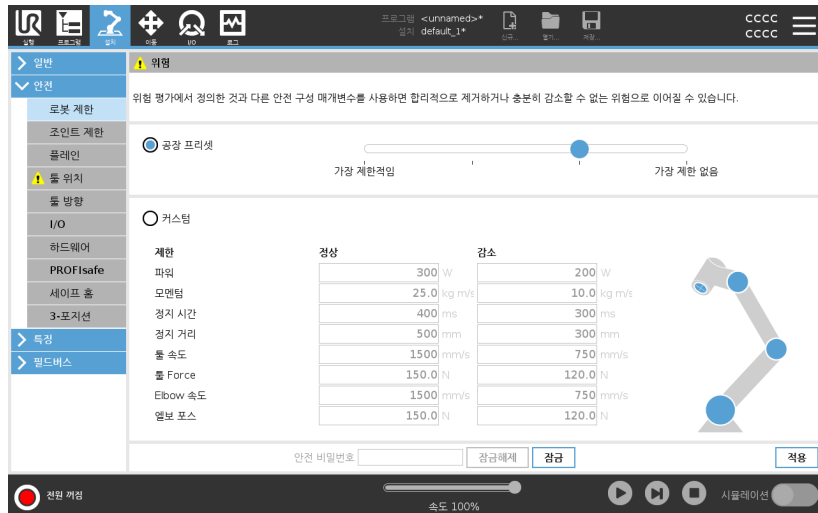 프로그램 <unnamed>*
설치 default_1*
신규... 열기... 저장...
cccc
cccc
실행 프로그램 설치 이동 I/O 로그
일반
안전
로봇 제한
조인트 제한
플레인
툴 위치
툴 방향
I/O
하드웨어
PROFIsafe
세이프 홈
3-포지션
특징
필드버스
위험
위험 평가에서 정의한 것과 다른 안전 구성 매개변수를 사용하면 합리적으로 제거하거나 충분히 감소할 수 없는 위험으로 이어질 수 있습니다.
공장 프리셋
가장 제한적임 가장 제한 없음
커스텀
제한 정상 감소
파워 300 W 200 W
모멘텀 25.0 kg m/s 10.0 kg m/s
정지 시간 400 ms 300 ms
정지 거리 500 mm 300 mm
툴 속도 1500 mm/s 750 mm/s
툴 Force 150.0 N 120.0 N
Elbow 속도 1500 mm/s 750 mm/s
엘보 포스 150.0 N 120.0 N
안전 비밀번호 잠금해제 잠금 적용
전원 꺼짐
속도 100%
시뮬레이션